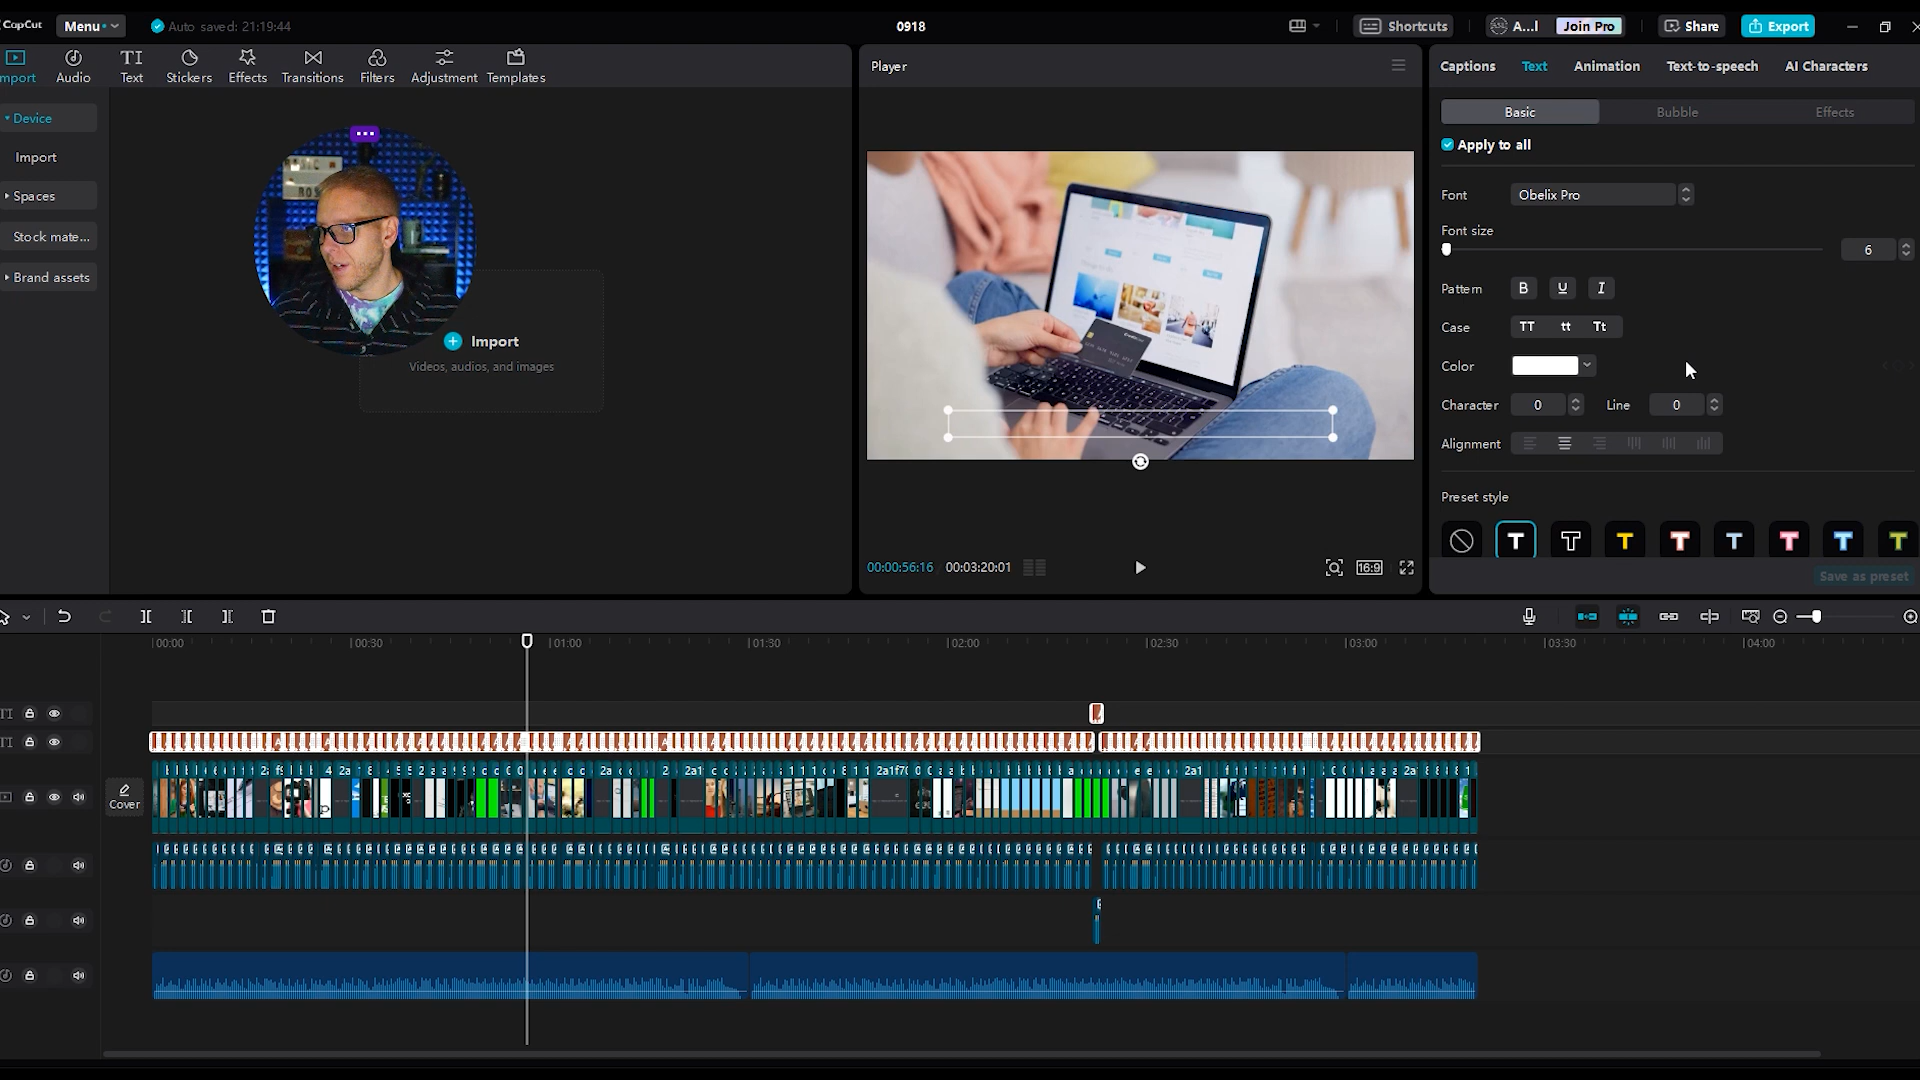 CapCut
Menu
Auto saved: 21:19:44
0918
Shortcuts
A...l
Join Pro
Share
Export
Import
Audio
Text
Stickers
Effects
Transitions
Filters
Adjustment
Templates
Device
Import
Spaces
Stock mate...
Brand assets
Import
Videos, audios, and images
Player
00:00:56:16
00:03:20:01
16:9
Captions
Text
Animation
Text-to-speech
AI Characters
Basic
Bubble
Effects
Apply to all
Font
Obelix Pro
Font size
6
Pattern
B
U
I
Case
TT
tt
Tt
Color
Character
0
Line
0
Alignment
Preset style
T T T T T T T T
Save as preset
00:00
00:30
01:00
01:30
02:00
02:30
03:00
03:30
04:00
Cover